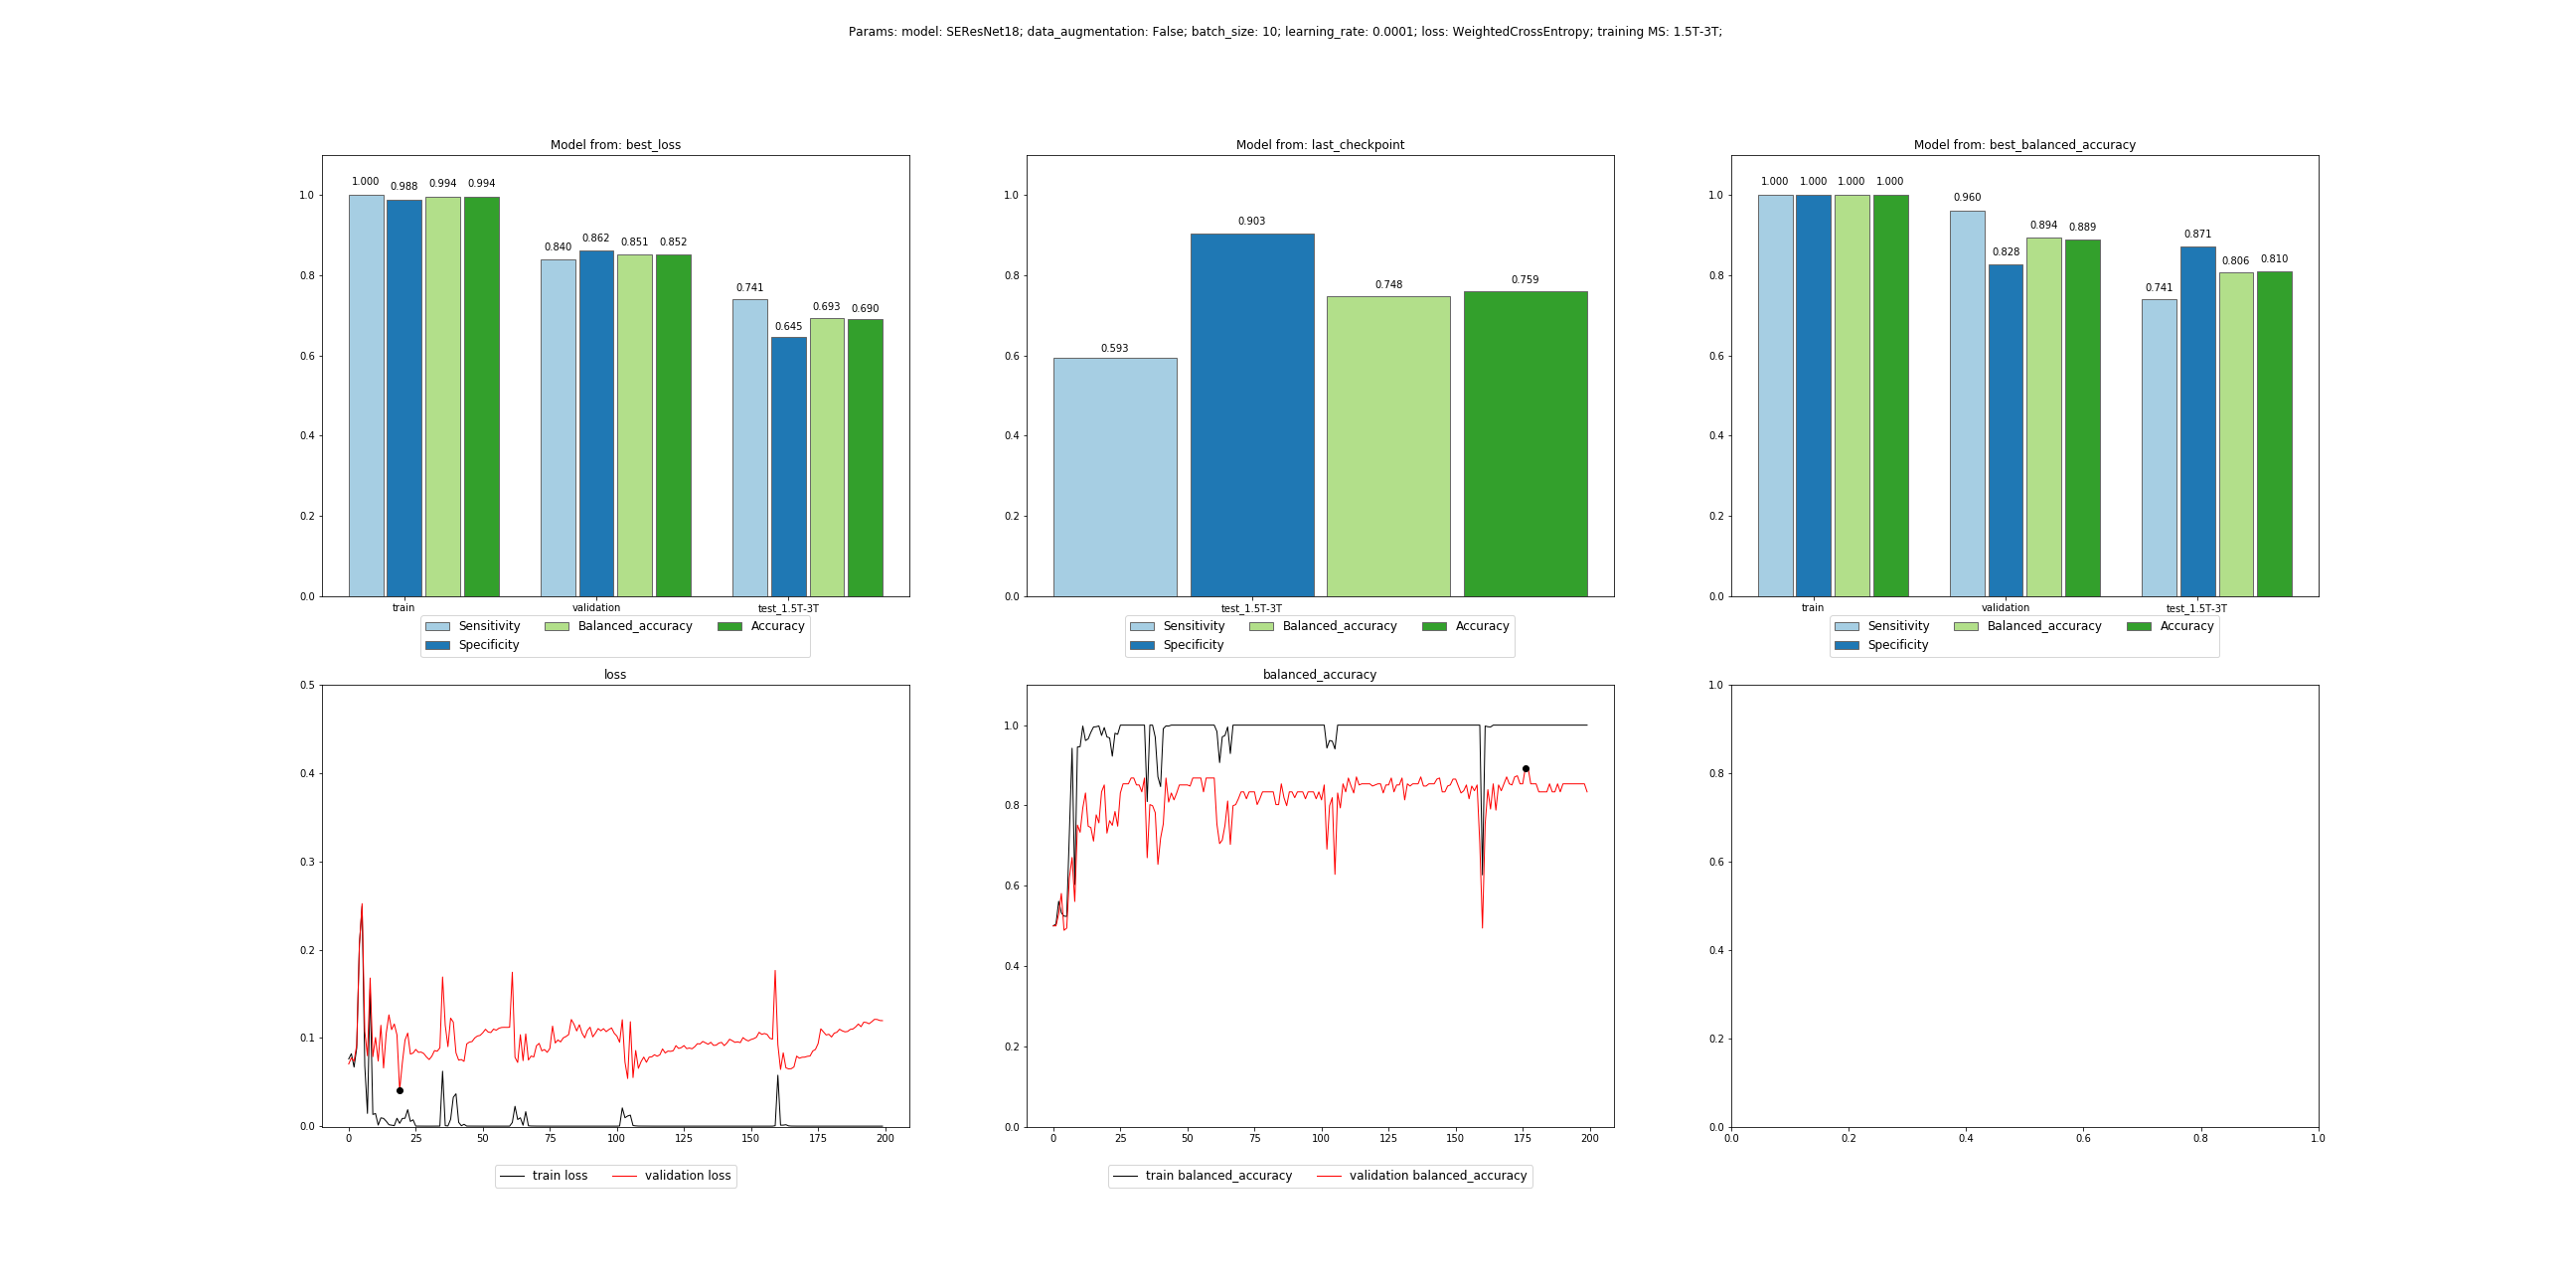 Params: model: SEResNet18; data_augmentation: False; batch_size: 10; learning_rate: 0.0001; loss: WeightedCrossEntropy; training MS: 1.5T-3T;
Model from: best_loss
1.000 0.988 0.994 0.994
0.840 0.862 0.851 0.852
0.741 0.645 0.693 0.690
1.0
0.8
0.6
0.4
0.2
0.0
train validation test_1.5T-3T
Sensitivity Balanced_accuracy Accuracy
Specificity
Model from: last_checkpoint
0.593 0.903 0.748 0.759
1.0
0.8
0.6
0.4
0.2
0.0
test_1.5T-3T
Sensitivity Balanced_accuracy Accuracy
Specificity
Model from: best_balanced_accuracy
1.000 1.000 1.000 1.000
0.960 0.828 0.894 0.889
0.741 0.871 0.806 0.810
1.0
0.8
0.6
0.4
0.2
0.0
train validation test_1.5T-3T
Sensitivity Balanced_accuracy Accuracy
Specificity
loss
0.5
0.4
0.3
0.2
0.1
0.0
0 25 50 75 100 125 150 175 200
train loss validation loss
balanced_accuracy
1.0
0.8
0.6
0.4
0.2
0.0
0 25 50 75 100 125 150 175 200
train balanced_accuracy validation balanced_accuracy
1.0
0.8
0.6
0.4
0.2
0.0
0.0 0.2 0.4 0.6 0.8 1.0